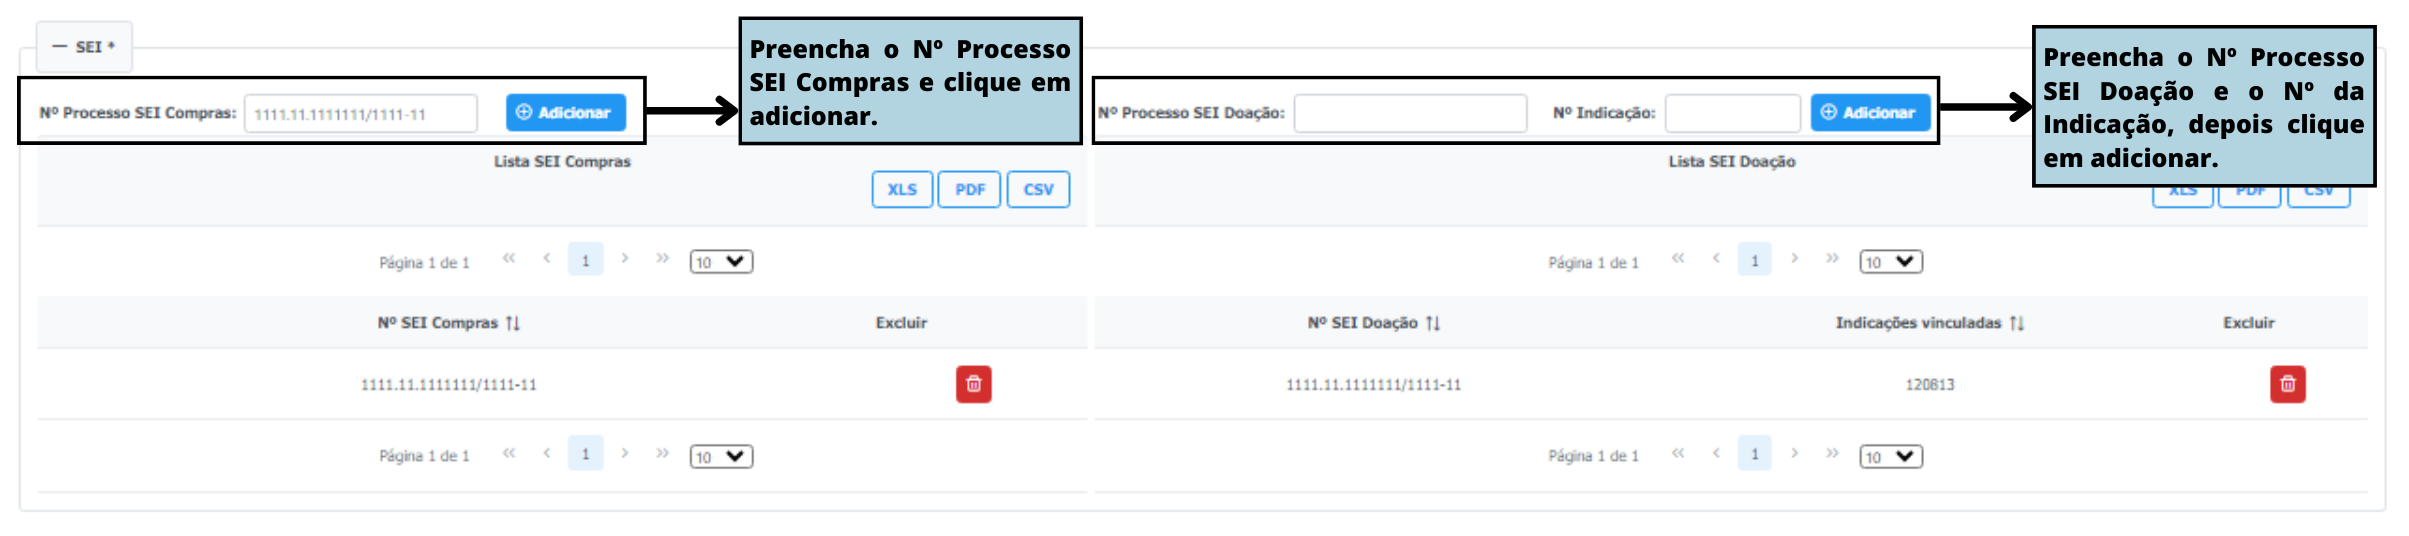 SEI *
Nº Processo SEI Compras: 1111.11.1111111/1111-11 Adicionar
Preencha o Nº Processo
SEI Compras e clique em
adicionar.
Nº Processo SEI Doação: Nº Indicação: Adicionar
Preencha o Nº Processo
SEI Doação e o Nº da
Indicação, depois clique
em adicionar.
Lista SEI Compras
XLS PDF CSV
Lista SEI Doação
XLS PDF CSV
Página 1 de 1 « ‹ 1 › » 10
Página 1 de 1 « ‹ 1 › » 10
Nº SEI Compras ↑↓ Excluir
Nº SEI Doação ↑↓ Indicações vinculadas ↑↓ Excluir
1111.11.1111111/1111-11
1111.11.1111111/1111-11 120813
Página 1 de 1 « ‹ 1 › » 10
Página 1 de 1 « ‹ 1 › » 10